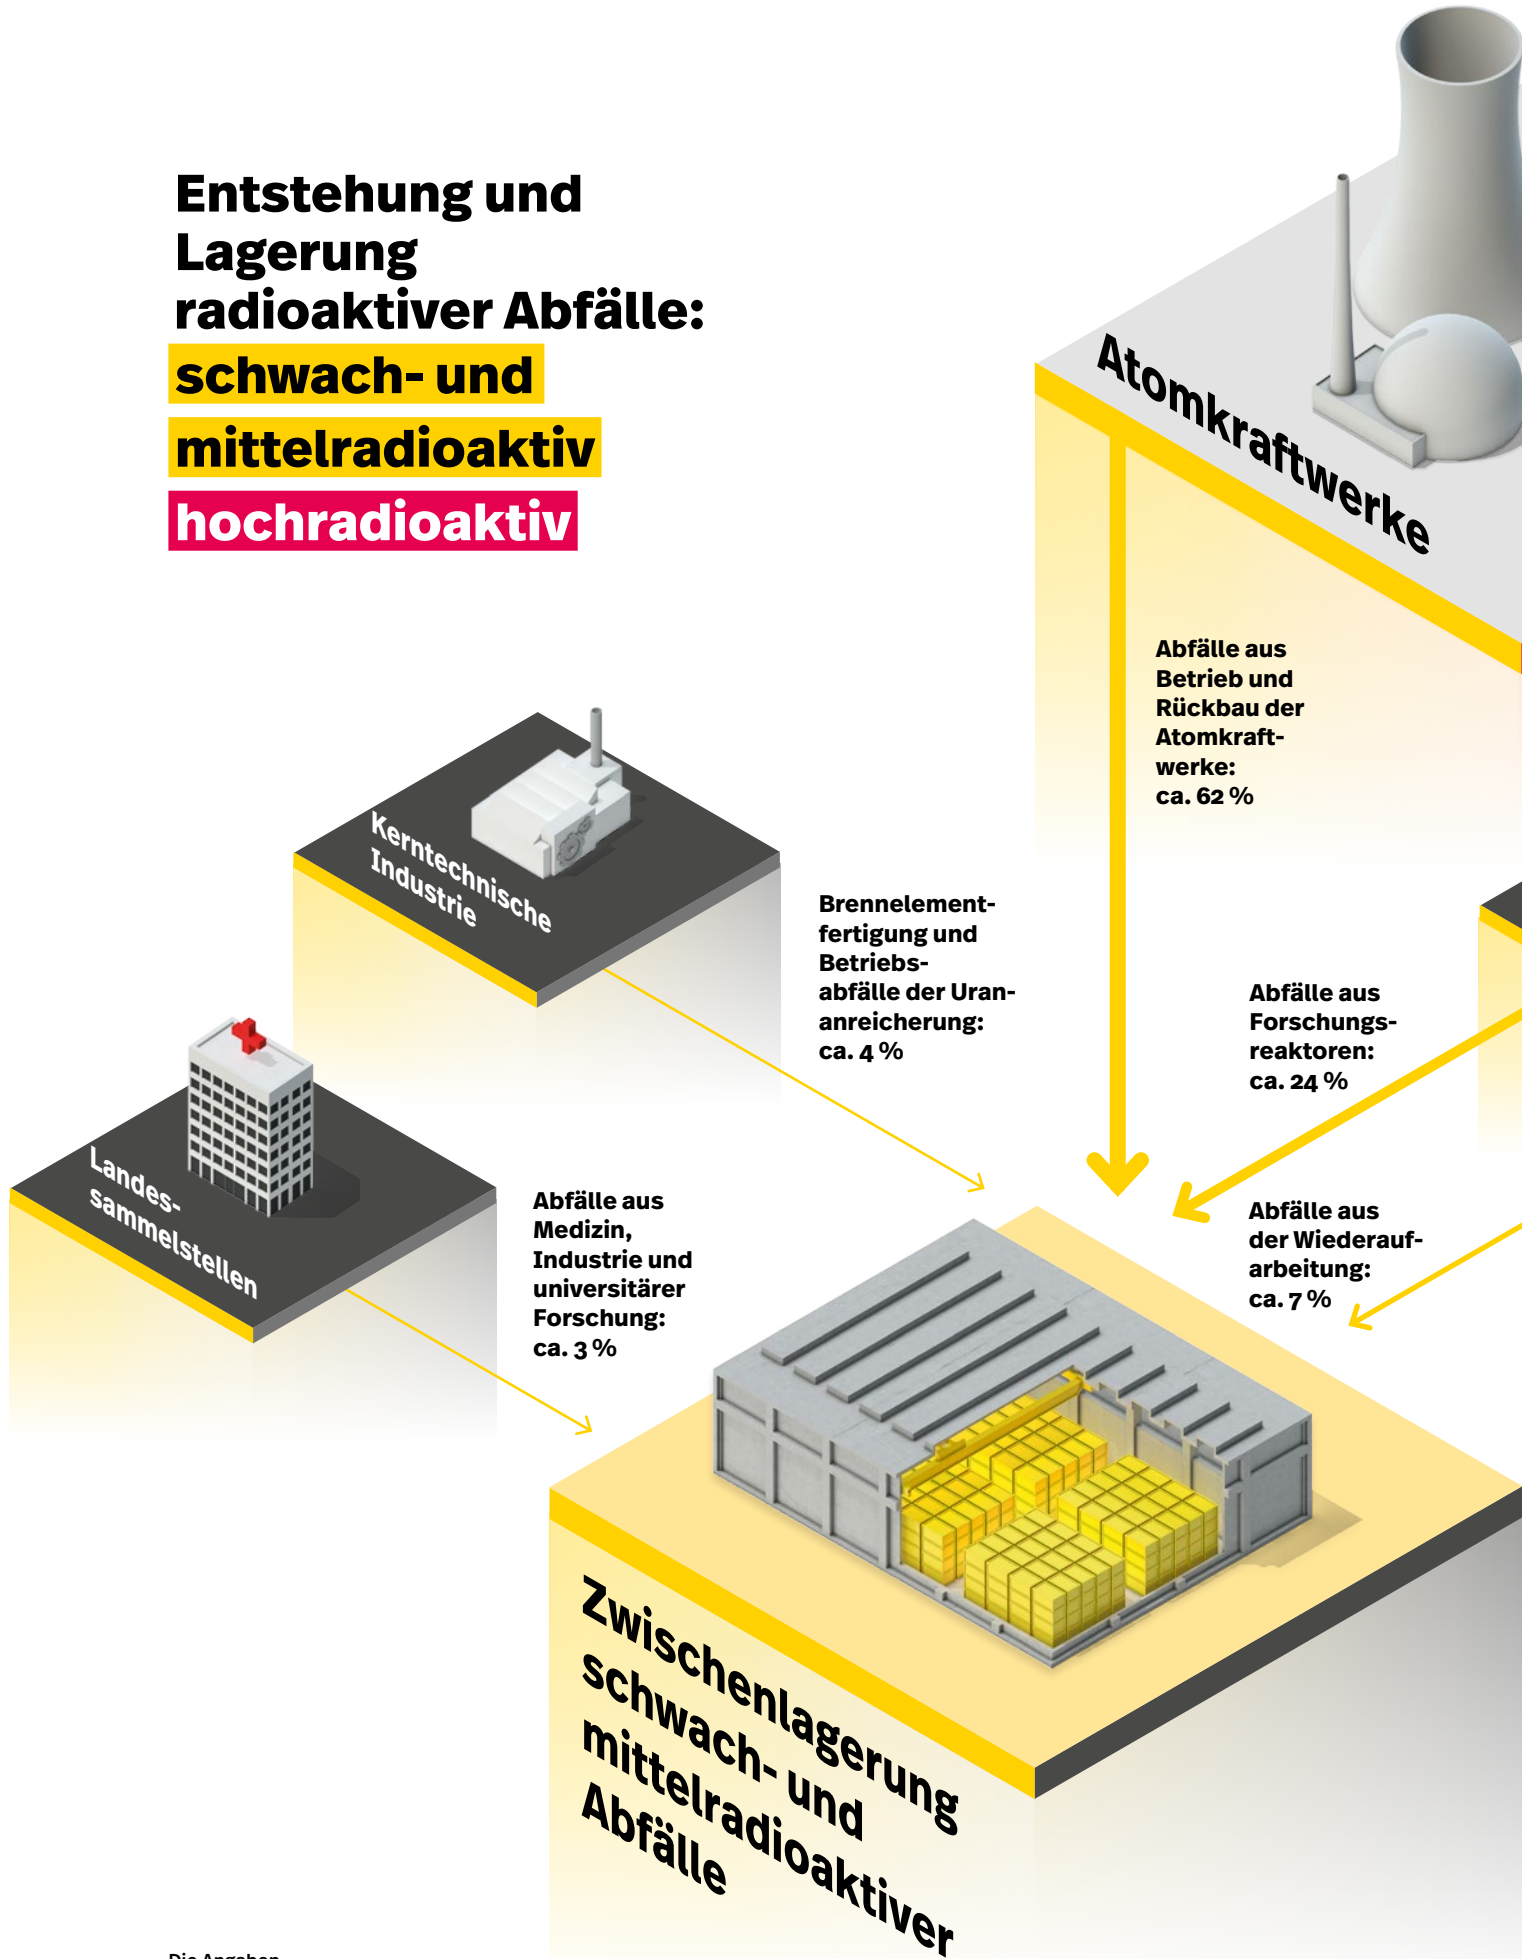 Entstehung und
Lagerung
radioaktiver Abfälle:
schwach- und
mittelradioaktiv
hochradioaktiv
Atomkraftwerke
Abfälle aus
Betrieb und
Rückbau der
Atomkraft-
werke:
ca. 62 %
Kerntechnische
Industrie
Brennelement-
fertigung und
Betriebs-
abfälle der Uran-
anreicherung:
ca. 4 %
Abfälle aus
Forschungs-
reaktoren:
ca. 24 %
Landes-
sammelstellen
Abfälle aus
Medizin,
Industrie und
universitärer
Forschung:
ca. 3 %
Abfälle aus
der Wiederauf-
arbeitung:
ca. 7 %
Zwischenlagerung
schwach- und
mittelradioaktiver
Abfälle
Die Angaben